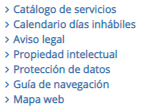 > Catálogo de servicios
> Calendario días inhábiles
> Aviso legal
> Propiedad intelectual
> Protección de datos
> Guía de navegación
> Mapa web